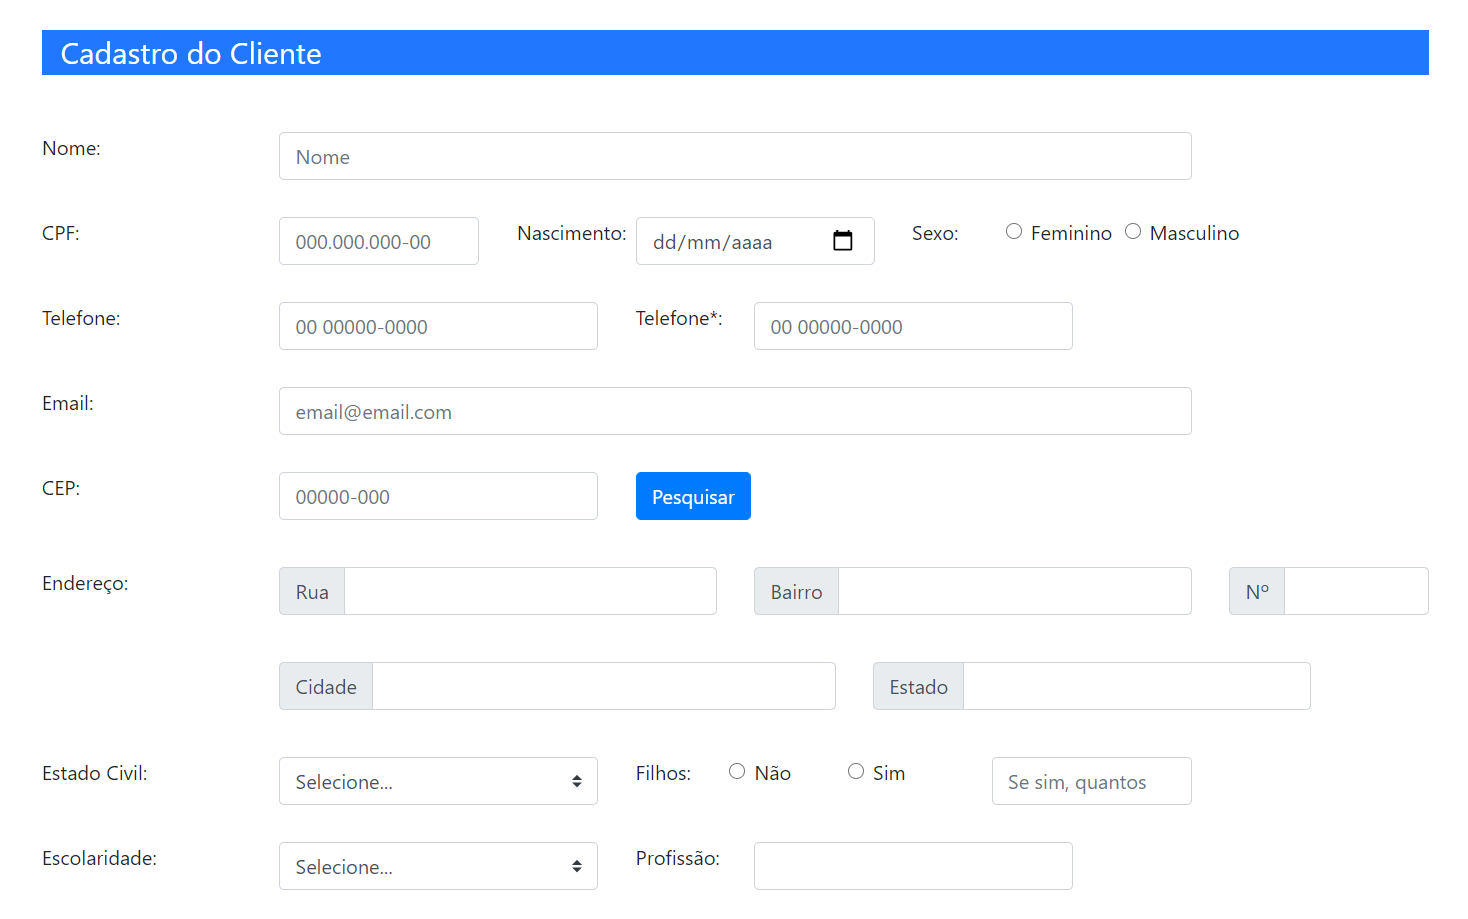 Cadastro do Cliente
Nome: Nome
CPF: 000.000.000-00 Nascimento: dd/mm/aaaa Sexo: Feminino Masculino
Telefone: 00 00000-0000 Telefone*: 00 00000-0000
Email: email@email.com
CEP: 00000-000 Pesquisar
Endereço: Rua Bairro Nº
Cidade Estado
Estado Civil: Selecione... Filhos: Não Sim Se sim, quantos
Escolaridade: Selecione... Profissão: